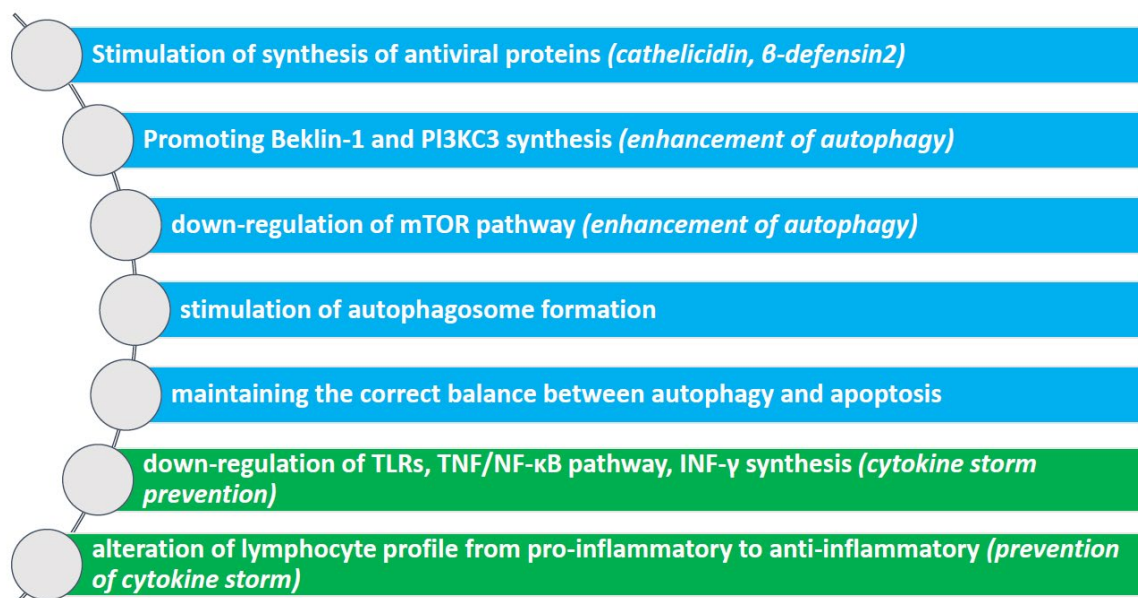 Stimulation of synthesis of antiviral proteins (cathelicidin, β-defensin2)
Promoting Beklin-1 and Pl3KC3 synthesis (enhancement of autophagy)
down-regulation of mTOR pathway (enhancement of autophagy)
stimulation of autophagosome formation
maintaining the correct balance between autophagy and apoptosis
down-regulation of TLRs, TNF/NF-κB pathway, INF-γ synthesis (cytokine storm
prevention)
alteration of lymphocyte profile from pro-inflammatory to anti-inflammatory (prevention
of cytokine storm)